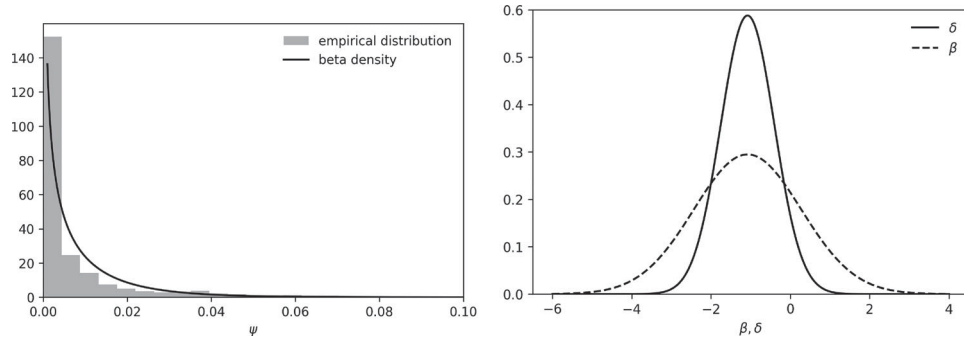 empirical distribution
beta density
140
120
100
80
60
40
20
0
0.00 0.02 0.04 0.06 0.08 0.10
ψ
δ
β
0.6
0.5
0.4
0.3
0.2
0.1
0.0
−6 −4 −2 0 2 4
β, δ